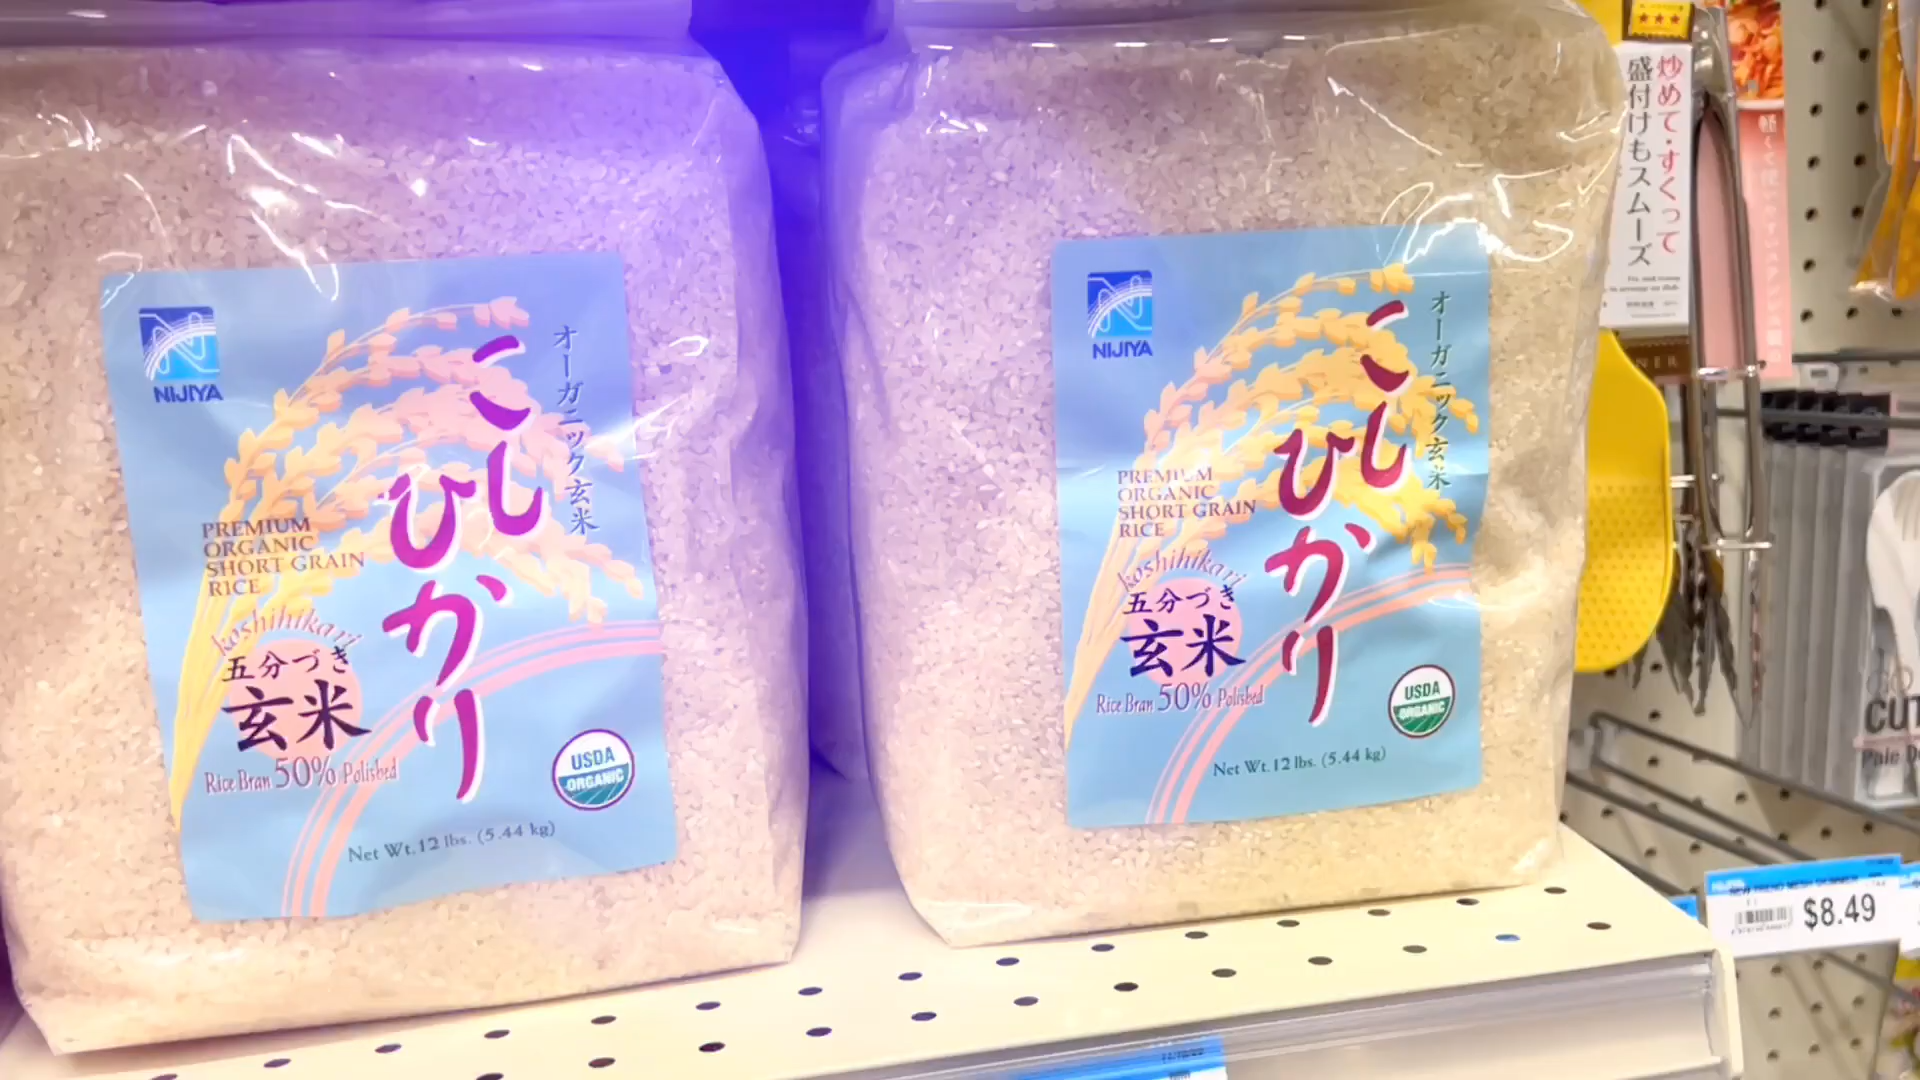 NIJIYA
オーガニック玄米
こし
ひかり
PREMIUM
ORGANIC
SHORT GRAIN
RICE
koshihikari
五分づき
玄米
Rice Bran 50% Polished
USDA
ORGANIC
Net Wt.12 lbs. (5.44 kg)
NIJIYA
オーガニック玄米
こし
ひかり
PREMIUM
ORGANIC
SHORT GRAIN
RICE
koshihikari
五分づき
玄米
Rice Bran 50% Polished
USDA
ORGANIC
Net Wt.12 lbs. (5.44 kg)
炒めて・すくって
盛付けもスムーズ
$8.49